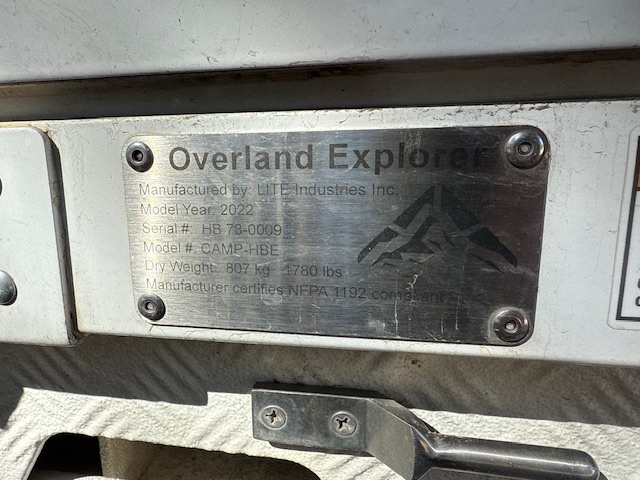 Overland Explorer
Manufactured by: LITE Industries Inc.
Model Year: 2022
Serial #: HB 73-0009
Model #: CAMP-HBE
Dry Weight: 807 kg 1780 lbs
Manufacturer certifies NFPA 1192 compliant